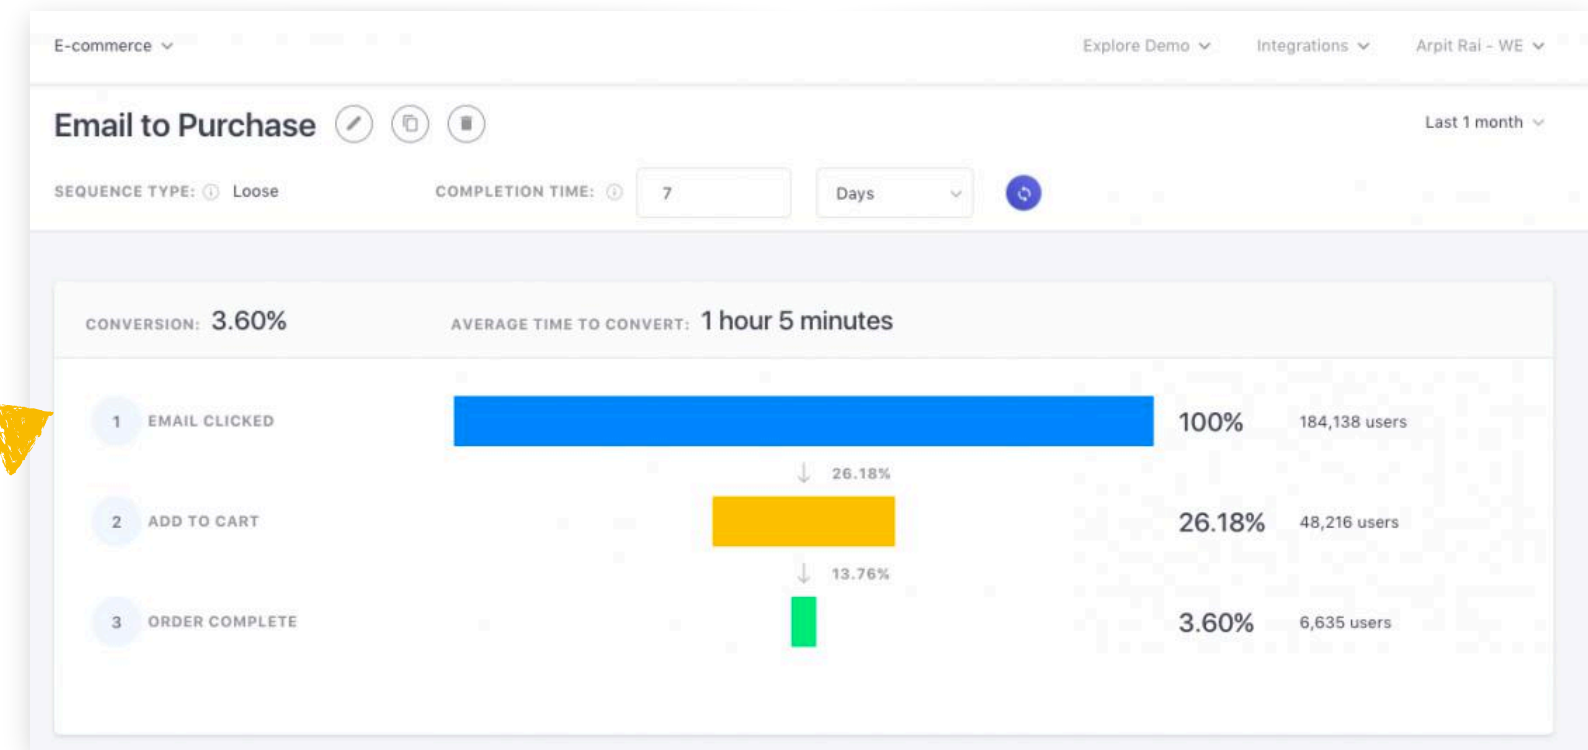 E-commerce Explore Demo Integrations Arpit Rai - WE
Email to Purchase Last 1 month
SEQUENCE TYPE: Loose COMPLETION TIME: 7 Days
CONVERSION: 3.60% AVERAGE TIME TO CONVERT: 1 hour 5 minutes
1 EMAIL CLICKED 100% 184,138 users
26.18%
2 ADD TO CART 26.18% 48,216 users
13.76%
3 ORDER COMPLETE 3.60% 6,635 users